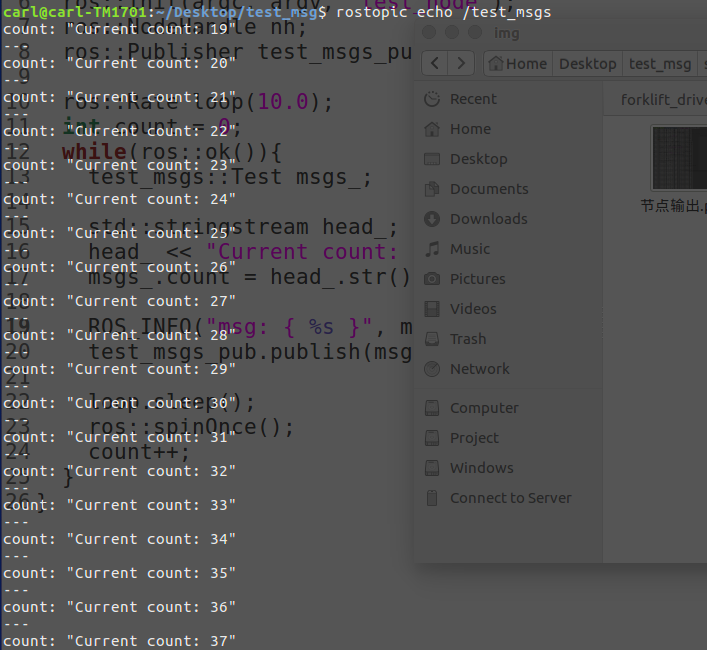 carl@carl-TM1701:~/Desktop/test_msg$ rostopic echo /test_msgs
count: "Current count: 19"
---
count: "Current count: 20"
---
count: "Current count: 21"
---
count: "Current count: 22"
---
count: "Current count: 23"
---
count: "Current count: 24"
---
count: "Current count: 25"
---
count: "Current count: 26"
---
count: "Current count: 27"
---
count: "Current count: 28"
---
count: "Current count: 29"
---
count: "Current count: 30"
---
count: "Current count: 31"
---
count: "Current count: 32"
---
count: "Current count: 33"
---
count: "Current count: 34"
---
count: "Current count: 35"
---
count: "Current count: 36"
---
count: "Current count: 37"
ros::NodeHandle nh;
8 ros::Publisher test_msgs_pu
9
10 ros::Rate loop(10.0);
11 int count = 0;
12 while(ros::ok()){
13 test_msgs::Test msgs_;
14
15 std::stringstream head_;
16 head_ << "Current count:
17 msgs_.count = head_.str()
18
19 ROS_INFO("msg: { %s }", m
20 test_msgs_pub.publish(msg
21
22 loop.sleep();
23 ros::spinOnce();
24 count++;
25 }
26 }
img
Home Desktop test_msg
Recent
Home
Desktop
Documents
Downloads
Music
Pictures
Videos
Trash
Network
Computer
Project
Windows
Connect to Server
forklift_drive
节点输出.p